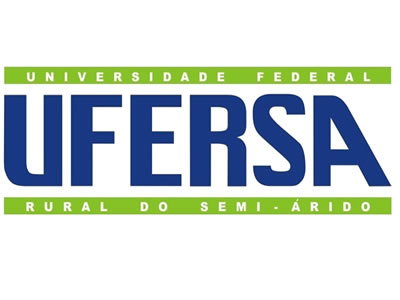 UNIVERSIDADE FEDERAL
UFERSA
RURAL DO SEMI-ÁRIDO